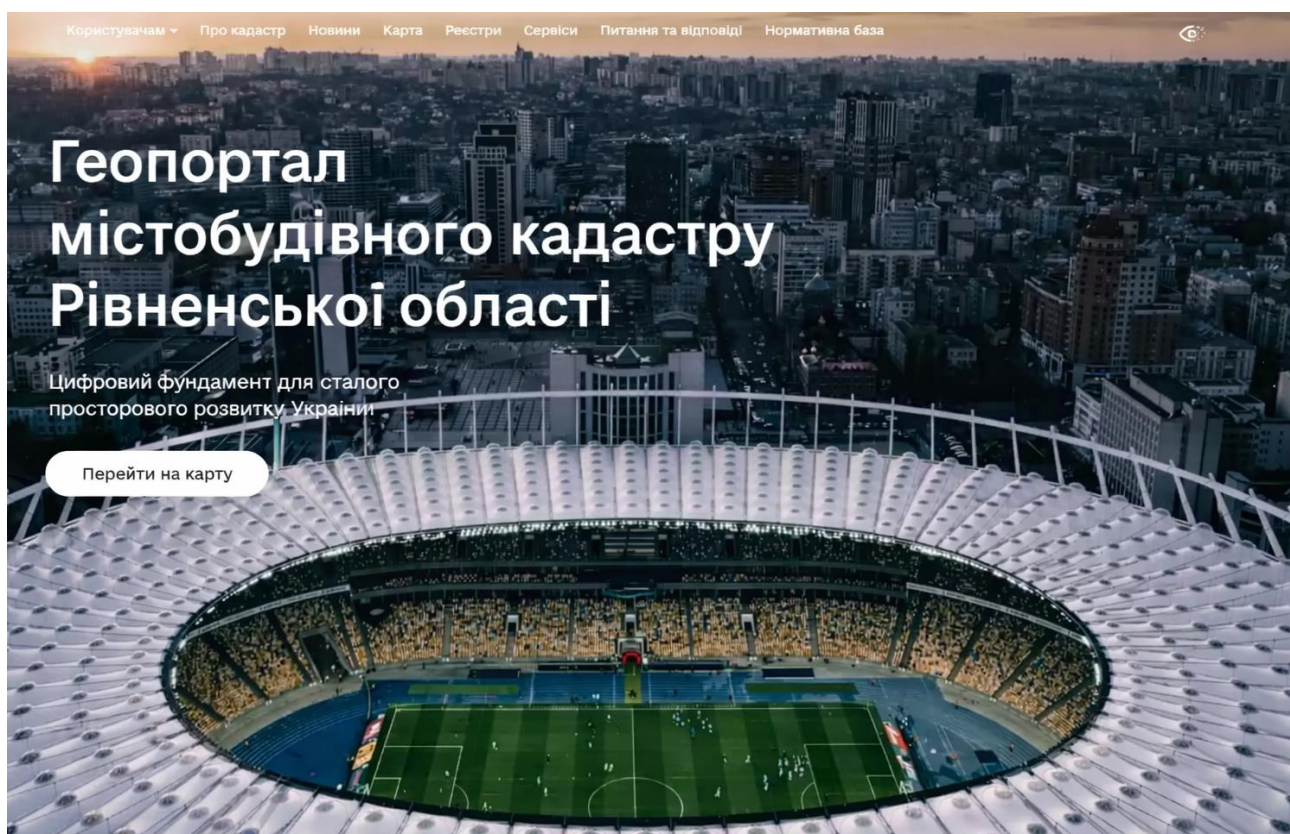 Користувачам Про кадастр Новини Карта Реєстри Сервіси Питання та відповіді Нормативна база
Геопортал
містобудівного кадастру
Рівненської області
Цифровий фундамент для сталого
просторового розвитку України
Перейти на карту